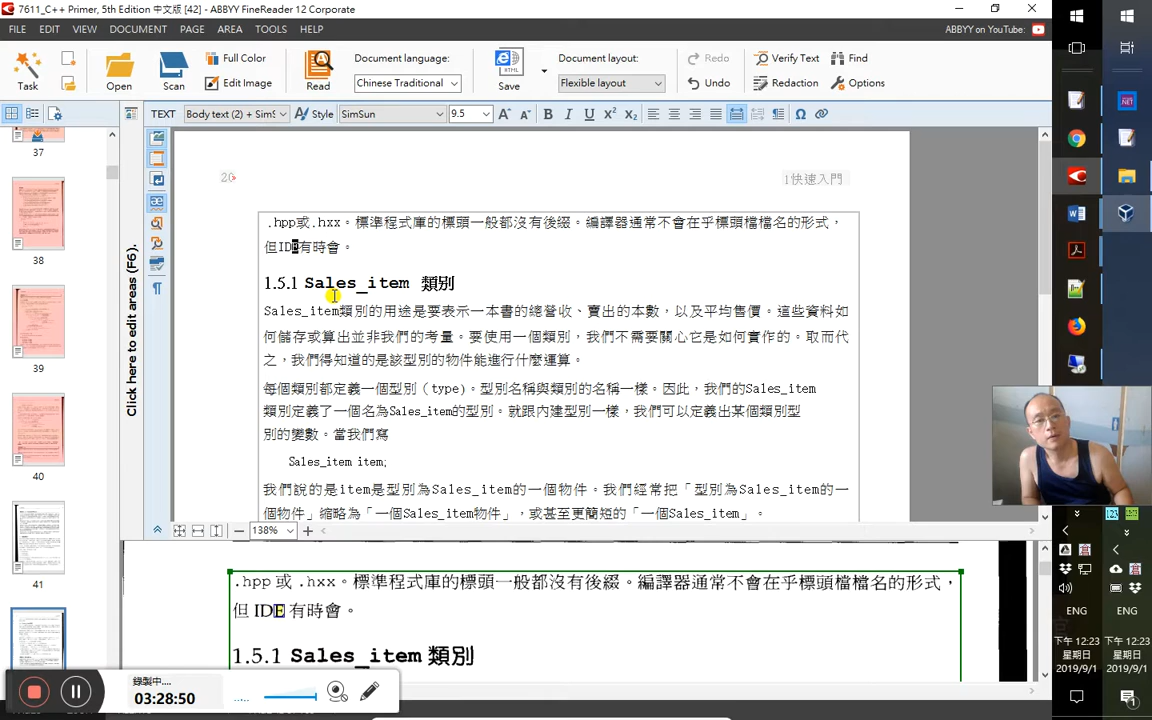 7611_C++ Primer, 5th Edition 中文版 [42] - ABBYY FineReader 12 Corporate
FILE EDIT VIEW DOCUMENT PAGE AREA TOOLS HELP
ABBYY on YouTube:
Full Color
Document language:
Document layout:
Redo
Verify Text
Find
Edit Image
Chinese Traditional
Flexible layout
Undo
Redaction
Options
Task
Open
Scan
Read
Save
TEXT
Body text (2) + SimS
Style
SimSun
9.5
37
38
39
40
41
Click here to edit areas (F6).
20
1快速入門
.hpp或.hxx。標準程式庫的標頭一般都沒有後綴。編譯器通常不會在乎標頭檔檔名的形式，
但IDE有時會。
1.5.1 Sales_item 類別
Sales_item類別的用途是要表示一本書的總營收、賣出的本數，以及平均售價。這些資料如
何儲存或算出並非我們的考量。要使用一個類別，我們不需要關心它是如何實作的。取而代
之，我們得知道的是該型別的物件能進行什麼運算。
每個類別都定義一個型別（type）。型別名稱與類別的名稱一樣。因此，我們的Sales_item
類別定義了一個名為Sales_item的型別。就跟內建型別一樣，我們可以定義出某個類別型
別的變數。當我們寫
Sales_item item;
我們說的是item是型別為Sales_item的一個物件。我們經常把「型別為Sales_item的一
個物件」縮略為「一個Sales_item物件」，或甚至更簡短的「一個Sales_item」。
138%
.hpp 或 .hxx。標準程式庫的標頭一般都沒有後綴。編譯器通常不會在乎標頭檔檔名的形式，
但 IDE 有時會。
1.5.1 Sales_item 類別
錄製中....
03:28:50
ENG
下午 12:23
星期日
2019/9/1
ENG
下午 12:23
星期日
2019/9/1